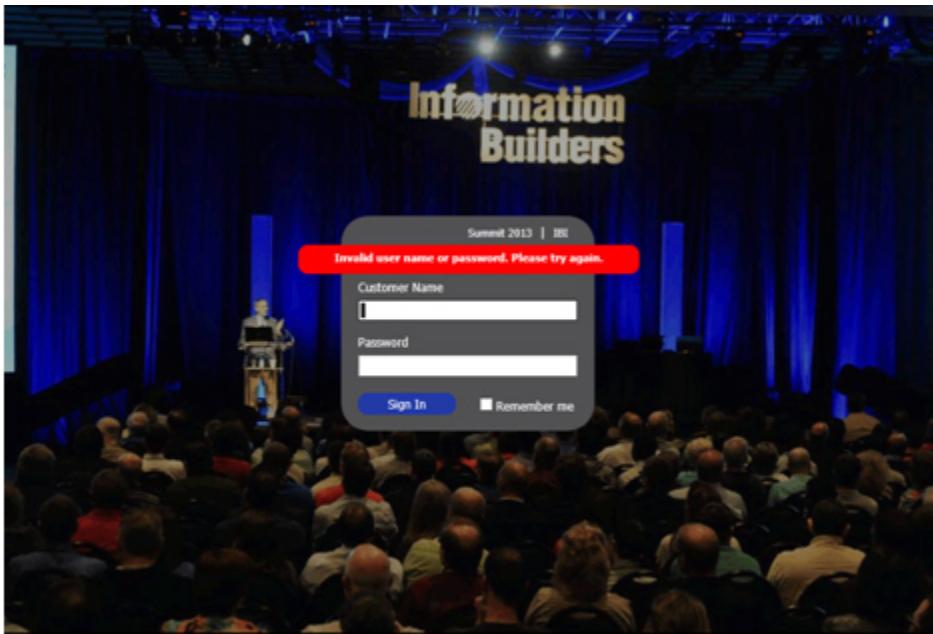 Information
Builders
Summit 2013 | IBI
Invalid user name or password. Please try again.
Customer Name
Password
Sign In
Remember me